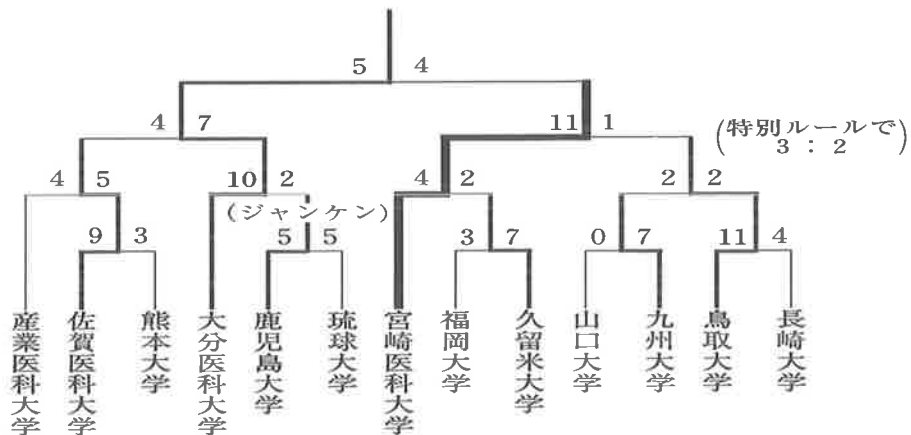 5 4
4 7 11 1 (特別ルールで
3 : 2)
4 5 10 2 4 2 2 2
(ジャンケン)
9 3 5 5 3 7 0 7 11 4
産業医科大学
佐賀医科大学
熊本大学
大分医科大学
鹿児島大学
琉球大学
宮崎医科大学
福岡大学
久留米大学
山口大学
九州大学
鳥取大学
長崎大学